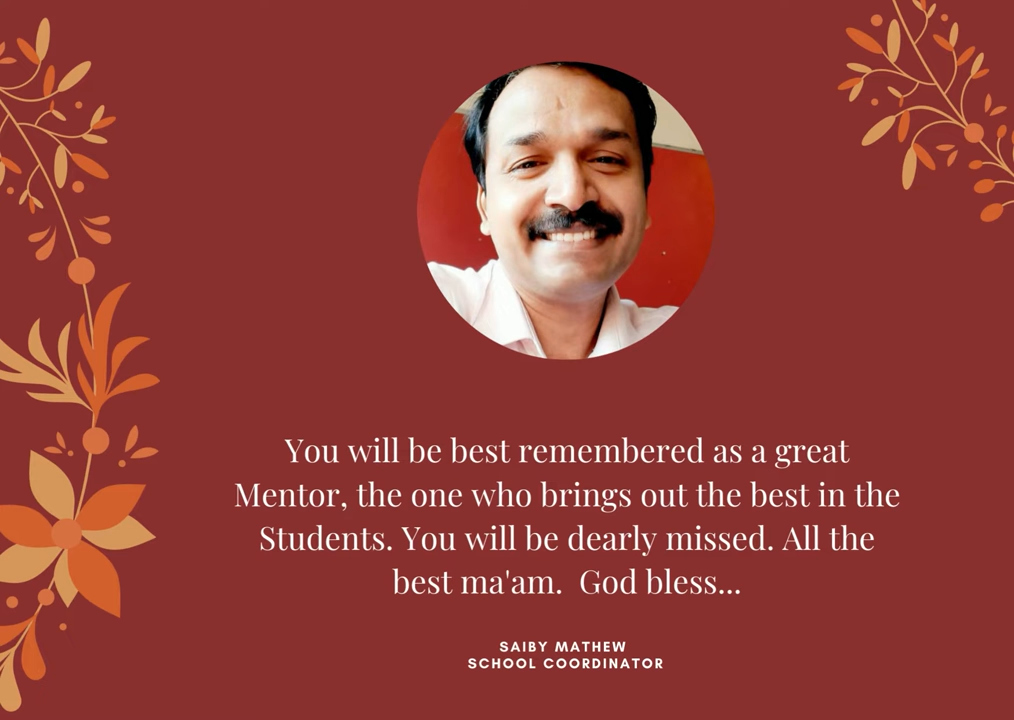 You will be best remembered as a great
Mentor, the one who brings out the best in the
Students. You will be dearly missed. All the
best ma'am.  God bless...
SAIBY MATHEW
SCHOOL COORDINATOR